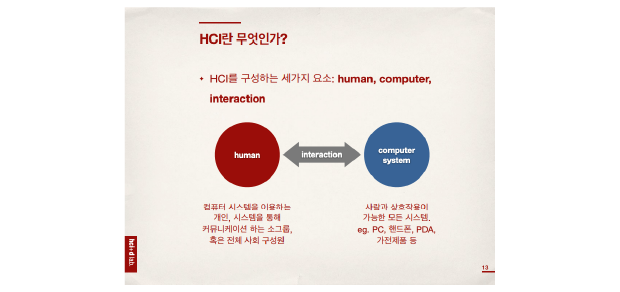 HCI란 무엇인가?
• HCI를 구성하는 세가지 요소: human, computer,
interaction
human
interaction
computer
system
컴퓨터 시스템을 이용하는
개인, 시스템을 통해
커뮤니케이션 하는 소그룹,
혹은 전체 사회 구성원
사람과 상호작용이
가능한 모든 시스템.
eg. PC, 핸드폰, PDA,
가전제품 등
hci+d lab.
13